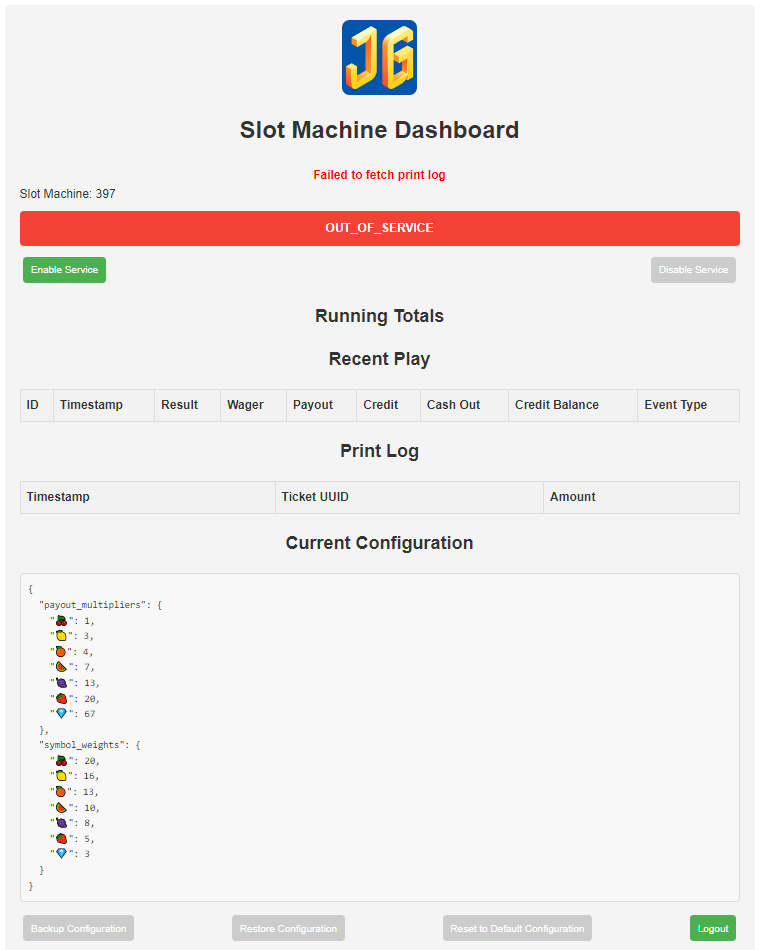 JG
Slot Machine Dashboard
Failed to fetch print log
Slot Machine: 397
OUT_OF_SERVICE
Enable Service Disable Service
Running Totals
Recent Play
ID Timestamp Result Wager Payout Credit Cash Out Credit Balance Event Type
Print Log
Timestamp Ticket UUID Amount
Current Configuration
{
"payout_multipliers": {
"🍒": 1,
"🍋": 3,
"🍊": 4,
"🍉": 7,
"🍇": 13,
"🍓": 20,
"💎": 67
},
"symbol_weights": {
"🍒": 20,
"🍋": 16,
"🍊": 13,
"🍉": 10,
"🍇": 8,
"🍓": 5,
"💎": 3
}
}
Backup Configuration Restore Configuration Reset to Default Configuration Logout